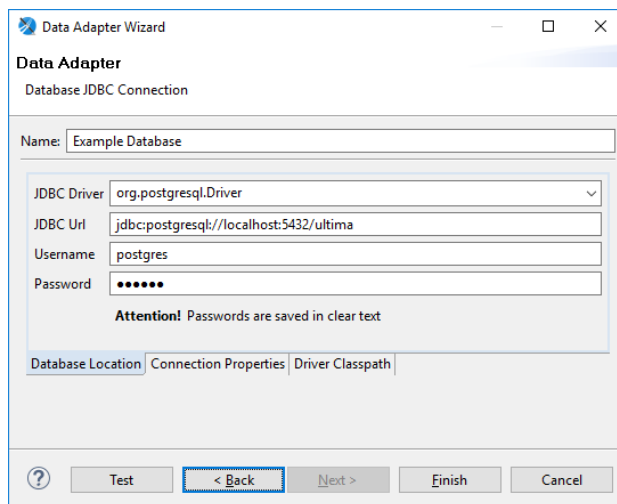 Data Adapter Wizard
Data Adapter
Database JDBC Connection
Name: Example Database
JDBC Driver org.postgresql.Driver
JDBC Url jdbc:postgresql://localhost:5432/ultima
Username postgres
Password ●●●●●●
Attention! Passwords are saved in clear text
Database Location Connection Properties Driver Classpath
? Test < Back Next > Finish Cancel